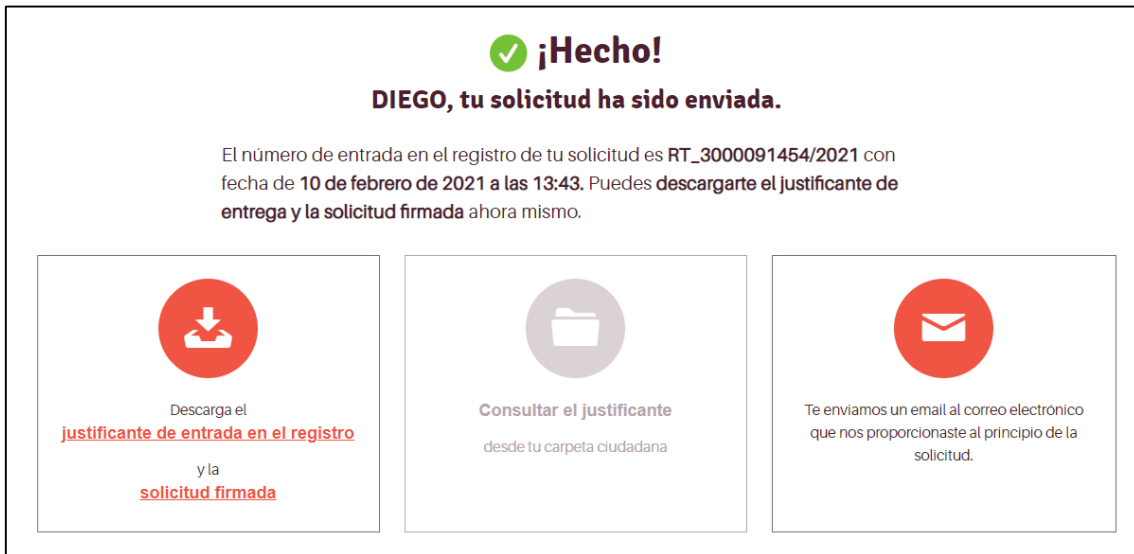 ¡Hecho!
DIEGO, tu solicitud ha sido enviada.
El número de entrada en el registro de tu solicitud es RT_3000091454/2021 con
fecha de 10 de febrero de 2021 a las 13:43. Puedes descargarte el justificante de
entrega y la solicitud firmada ahora mismo.
Descarga el
justificante de entrada en el registro
y la
solicitud firmada
Consultar el justificante
desde tu carpeta ciudadana
Te enviamos un email al correo electrónico
que nos proporcionaste al principio de la
solicitud.